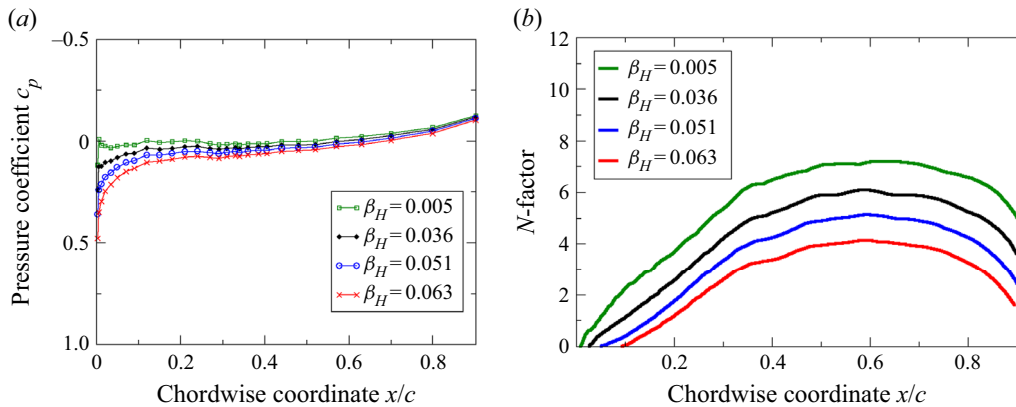 (a)
Pressure coefficient c_p
–0.5
0
0.5
1.0
β_H = 0.005
β_H = 0.036
β_H = 0.051
β_H = 0.063
0 0.2 0.4 0.6 0.8
Chordwise coordinate x/c
(b)
N-factor
12
10
8
6
4
2
0
β_H = 0.005
β_H = 0.036
β_H = 0.051
β_H = 0.063
0.2 0.4 0.6 0.8
Chordwise coordinate x/c